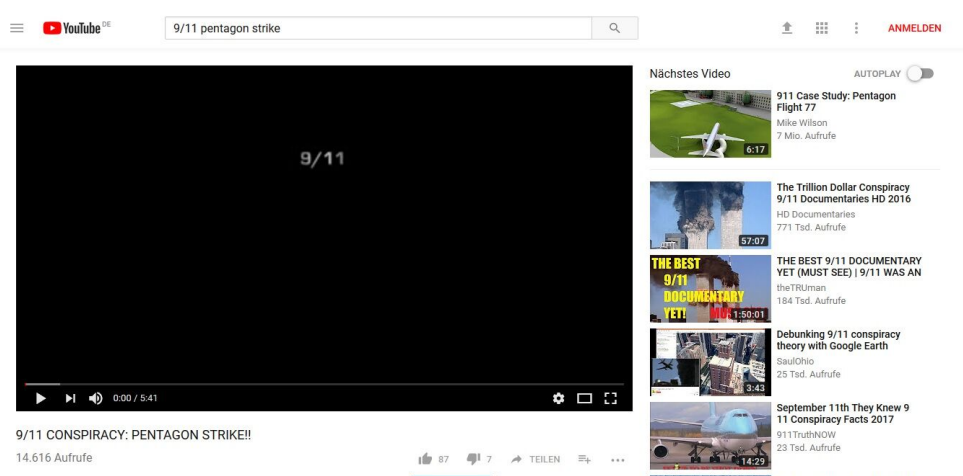 YouTube DE
9/11 pentagon strike
ANMELDEN
9/11
0:00 / 5:41
9/11 CONSPIRACY: PENTAGON STRIKE!!
14.616 Aufrufe
87
7
TEILEN
Nächstes Video
AUTOPLAY
6:17
911 Case Study: Pentagon
Flight 77
Mike Wilson
7 Mio. Aufrufe
57:07
The Trillion Dollar Conspiracy
9/11 Documentaries HD 2016
HD Documentaries
771 Tsd. Aufrufe
THE BEST
9/11
DOCUMENTARY
YET!
1:50:01
THE BEST 9/11 DOCUMENTARY
YET (MUST SEE) | 9/11 WAS AN
theTRUman
184 Tsd. Aufrufe
3:43
Debunking 9/11 conspiracy
theory with Google Earth
SaulOhio
25 Tsd. Aufrufe
14:29
September 11th They Knew 9
11 Conspiracy Facts 2017
911TruthNOW
23 Tsd. Aufrufe